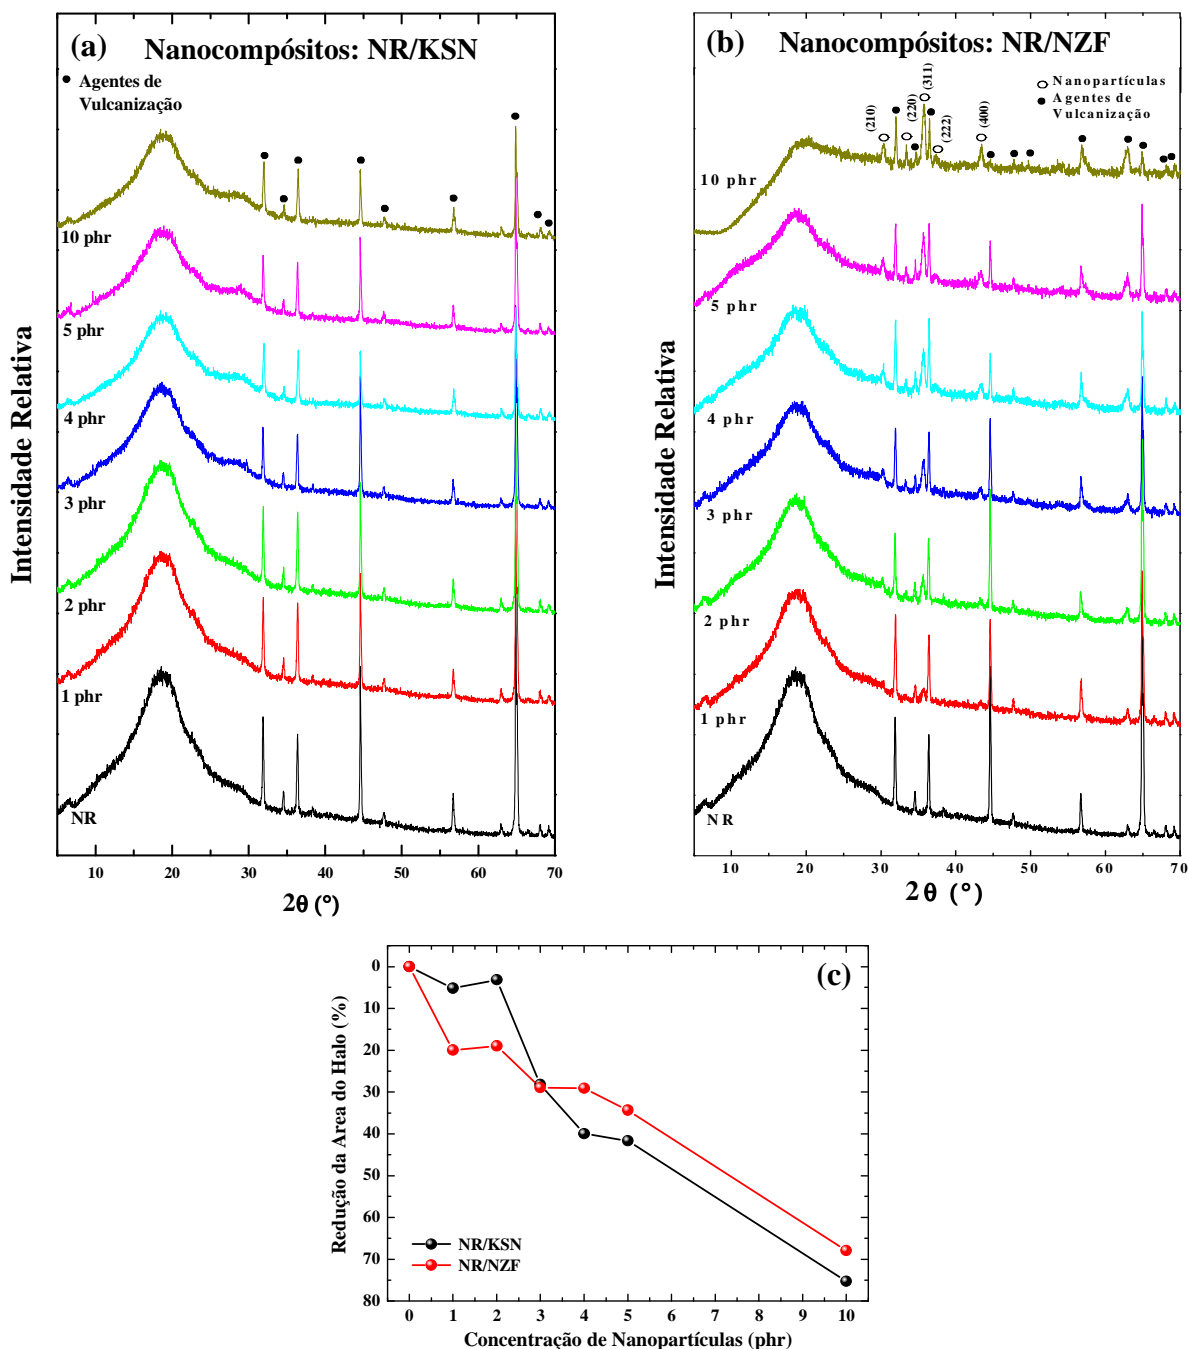 (a)
Nanocompósitos: NR/KSN
Agentes de
Vulcanização
10 phr
5 phr
4 phr
3 phr
2 phr
1 phr
NR
Intensidade Relativa
10 20 30 40 50 60 70
2θ (°)
(b)
Nanocompósitos: NR/NZF
Nanopartículas
Agentes de
Vulcanização
(210)
(220)
(311)
(222)
(400)
10 phr
5 phr
4 phr
3 phr
2 phr
1 phr
NR
Intensidade Relativa
10 20 30 40 50 60 70
2θ (°)
(c)
0
10
20
30
40
50
60
70
80
Redução da Area do Halo (%)
NR/KSN
NR/NZF
0 1 2 3 4 5 6 7 8 9 10
Concentração de Nanopartículas (phr)